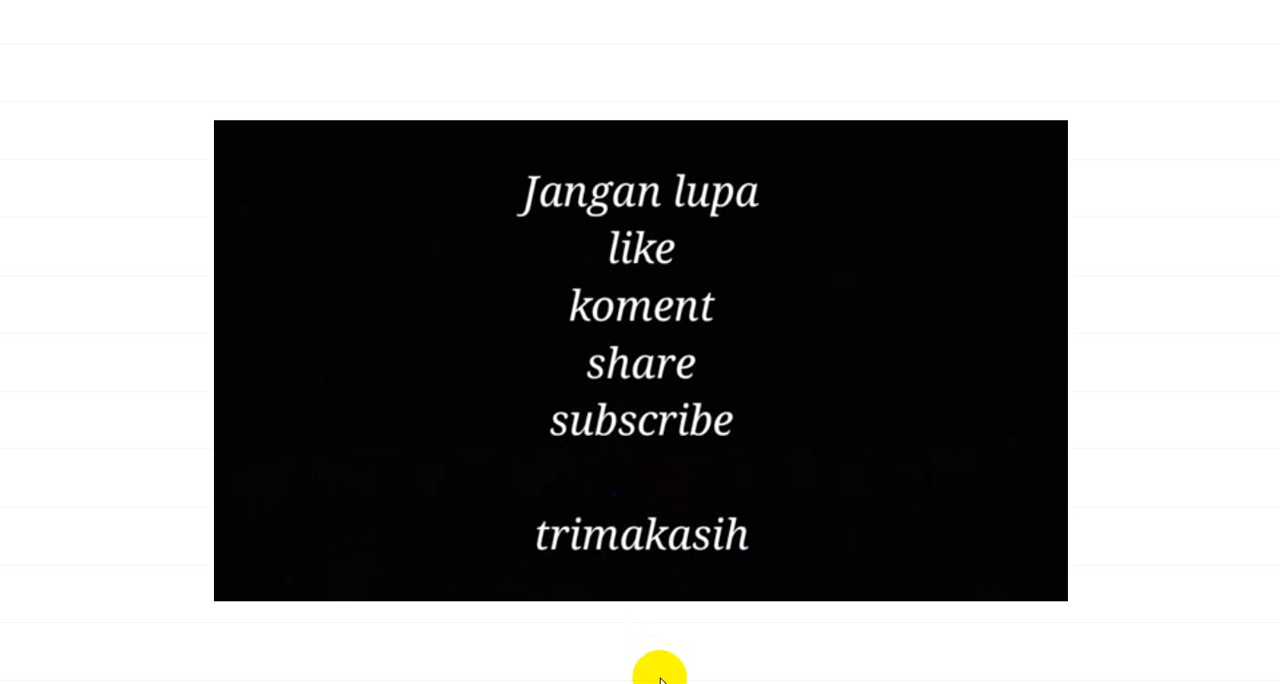 Jangan lupa
like
koment
share
subscribe
trimakasih